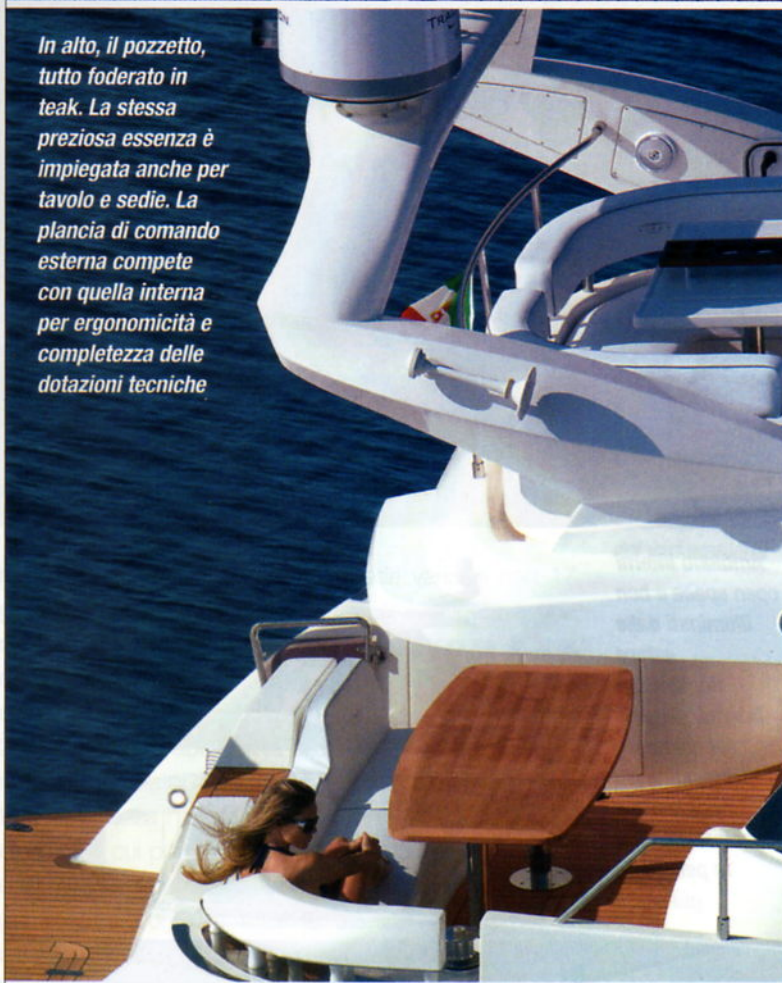 In alto, il pozzetto,
tutto foderato in
teak. La stessa
preziosa essenza è
impiegata anche per
tavolo e sedie. La
plancia di comando
esterna compete
con quella interna
per ergonomicità e
completezza delle
dotazioni tecniche